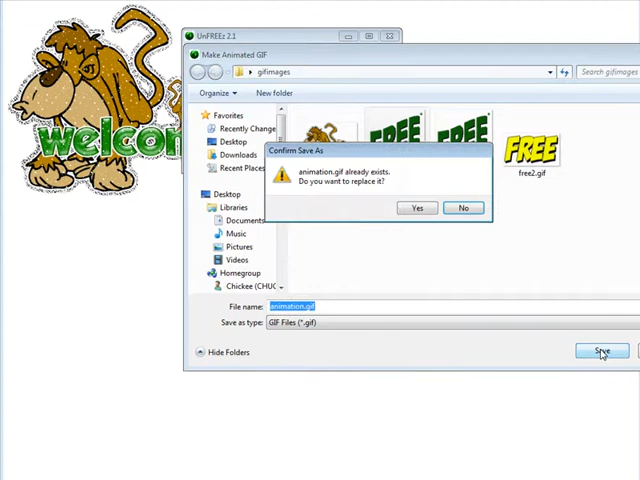 UnFREEz 2.1
Make Animated GIF
gifimages
Search gifimages
Organize
New folder
Favorites
Recently Change
Desktop
Downloads
Recent Places
Desktop
Libraries
Documents
Music
Pictures
Videos
Homegroup
Chickee (CHUC
FREE
FREE
FREE
free2.gif
Confirm Save As
animation.gif already exists.
Do you want to replace it?
Yes
No
File name:
animation.gif
Save as type:
GIF Files (*.gif)
Hide Folders
Save
welcom